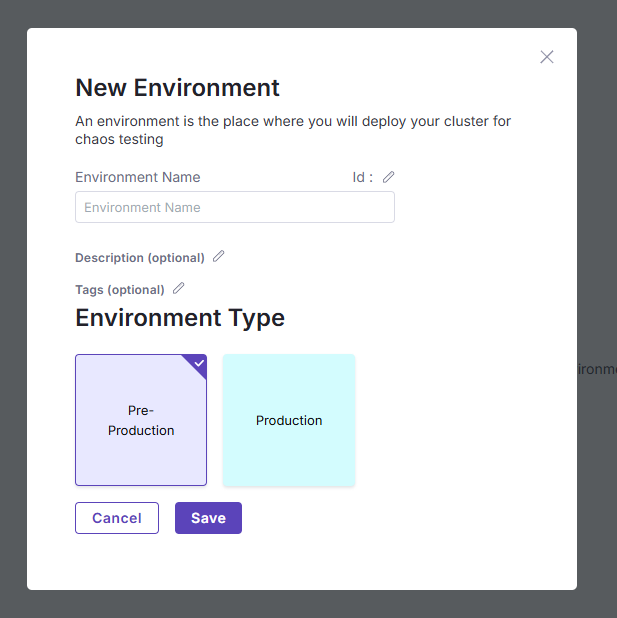 New Environment
An environment is the place where you will deploy your cluster for
chaos testing
Environment Name
Id :
Environment Name
Description (optional)
Tags (optional)
Environment Type
Pre-
Production
Production
Cancel
Save